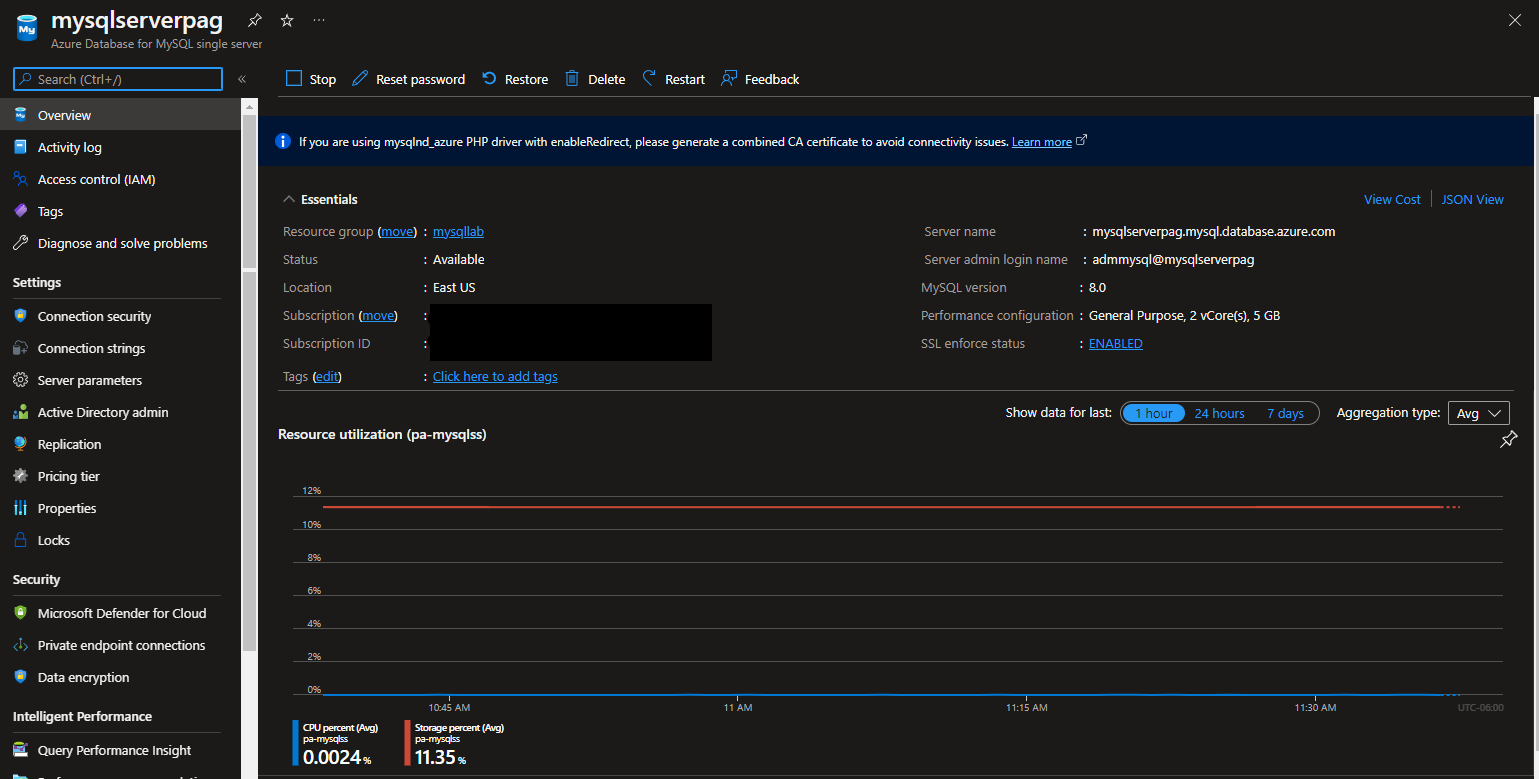 mysqlserverpag
Azure Database for MySQL single server
My
Search (Ctrl+/)
«
Overview
Activity log
Access control (IAM)
Tags
Diagnose and solve problems
Settings
Connection security
Connection strings
Server parameters
Active Directory admin
Replication
Pricing tier
Properties
Locks
Security
Microsoft Defender for Cloud
Private endpoint connections
Data encryption
Intelligent Performance
Query Performance Insight
Stop Reset password Restore Delete Restart Feedback
If you are using mysqlnd_azure PHP driver with enableRedirect, please generate a combined CA certificate to avoid connectivity issues. Learn more
Essentials
View Cost JSON View
Resource group (move) : mysqllab
Status : Available
Location : East US
Subscription (move) :
Subscription ID :
Tags (edit) : Click here to add tags
Server name : mysqlserverpag.mysql.database.azure.com
Server admin login name : admmysql@mysqlserverpag
MySQL version : 8.0
Performance configuration : General Purpose, 2 vCore(s), 5 GB
SSL enforce status : ENABLED
Show data for last: 1 hour 24 hours 7 days Aggregation type: Avg
Resource utilization (pa-mysqlss)
12%
10%
8%
6%
4%
2%
0%
10:45 AM 11 AM 11:15 AM 11:30 AM UTC-06:00
CPU percent (Avg)
pa-mysqlss
0.0024 %
Storage percent (Avg)
pa-mysqlss
11.35 %